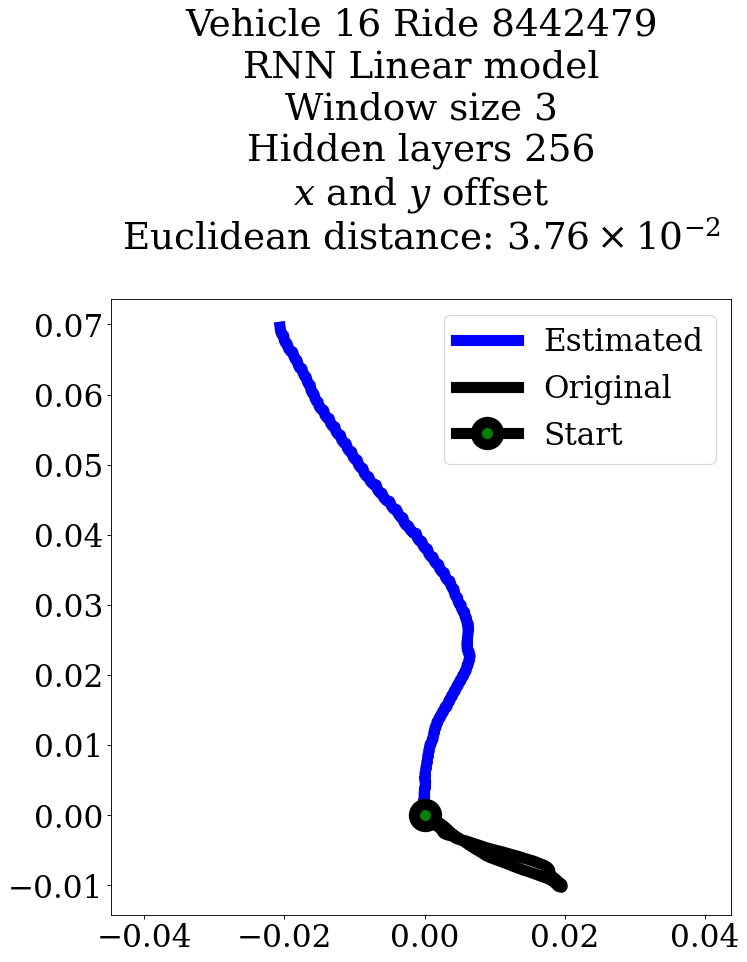 Vehicle 16 Ride 8442479
RNN Linear model
Window size 3
Hidden layers 256
x and y offset
Euclidean distance: 3.76 × 10⁻²
Estimated
Original
Start
0.07
0.06
0.05
0.04
0.03
0.02
0.01
0.00
−0.01
−0.04 −0.02 0.00 0.02 0.04